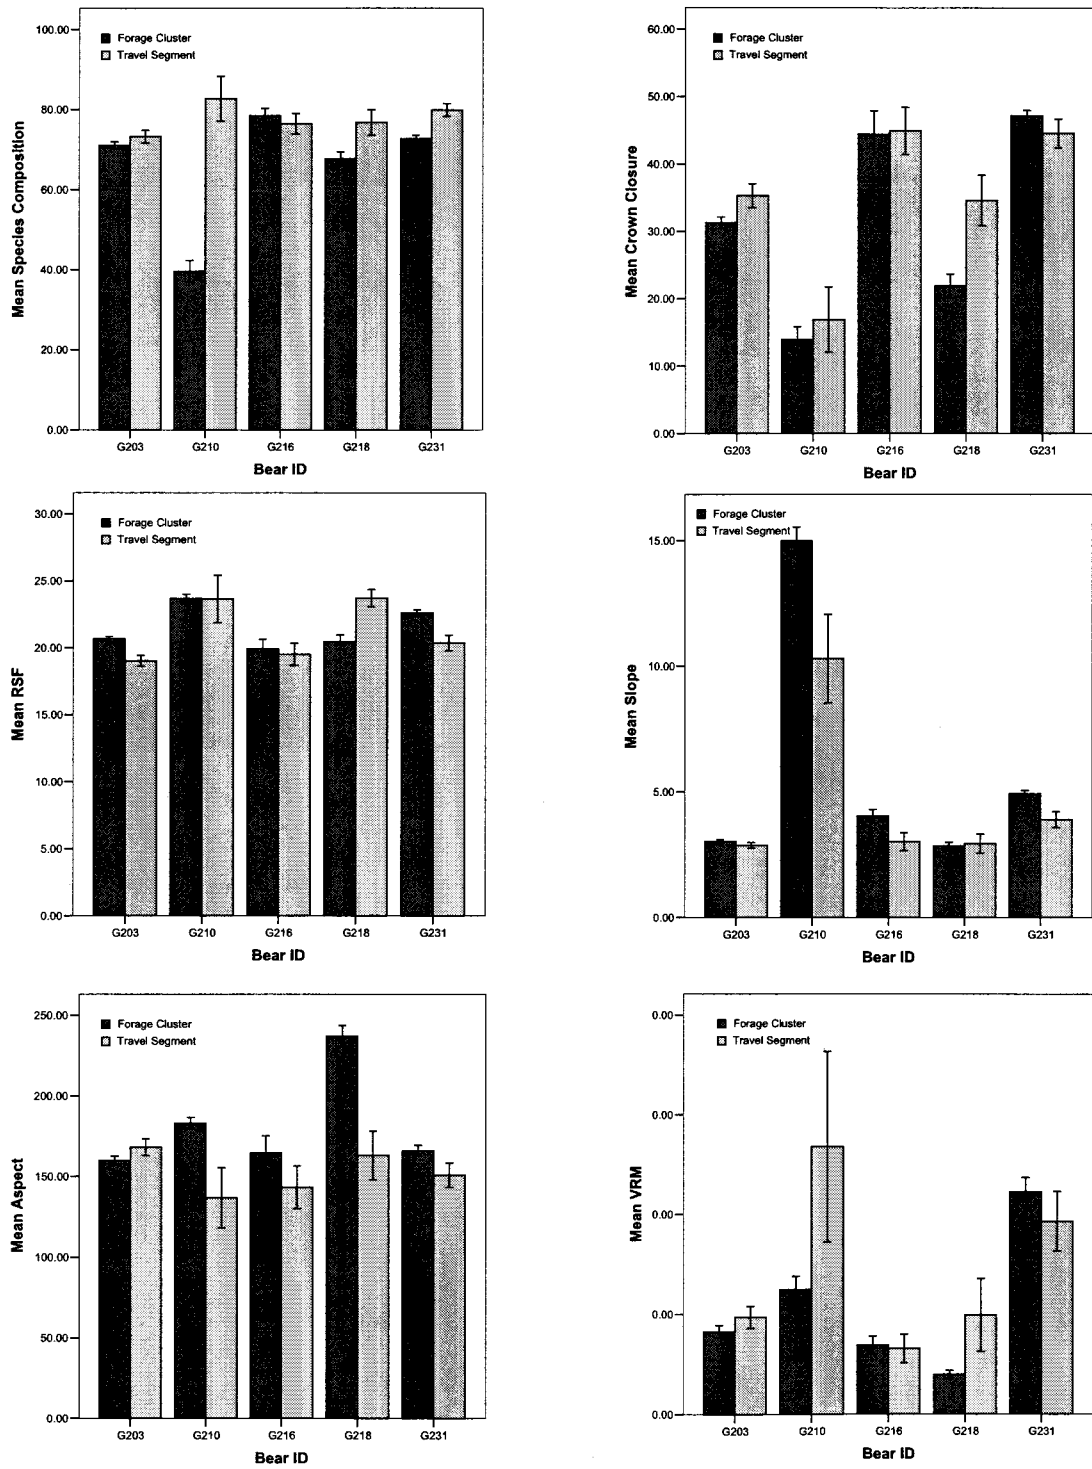 Mean Species Composition
100.00
80.00
60.00
40.00
20.00
0.00
Forage Cluster
Travel Segment
G203 G210 G216 G218 G231
Bear ID
Mean Crown Closure
60.00
50.00
40.00
30.00
20.00
10.00
0.00
Forage Cluster
Travel Segment
G203 G210 G216 G218 G231
Bear ID
Mean RSF
30.00
25.00
20.00
15.00
10.00
5.00
0.00
Forage Cluster
Travel Segment
G203 G210 G216 G218 G231
Bear ID
Mean Slope
15.00
10.00
5.00
0.00
Forage Cluster
Travel Segment
G203 G210 G216 G218 G231
Bear ID
Mean Aspect
250.00
200.00
150.00
100.00
50.00
0.00
Forage Cluster
Travel Segment
G203 G210 G216 G218 G231
Bear ID
Mean VRM
0.00
0.00
0.00
0.00
0.00
Forage Cluster
Travel Segment
G203 G210 G216 G218 G231
Bear ID